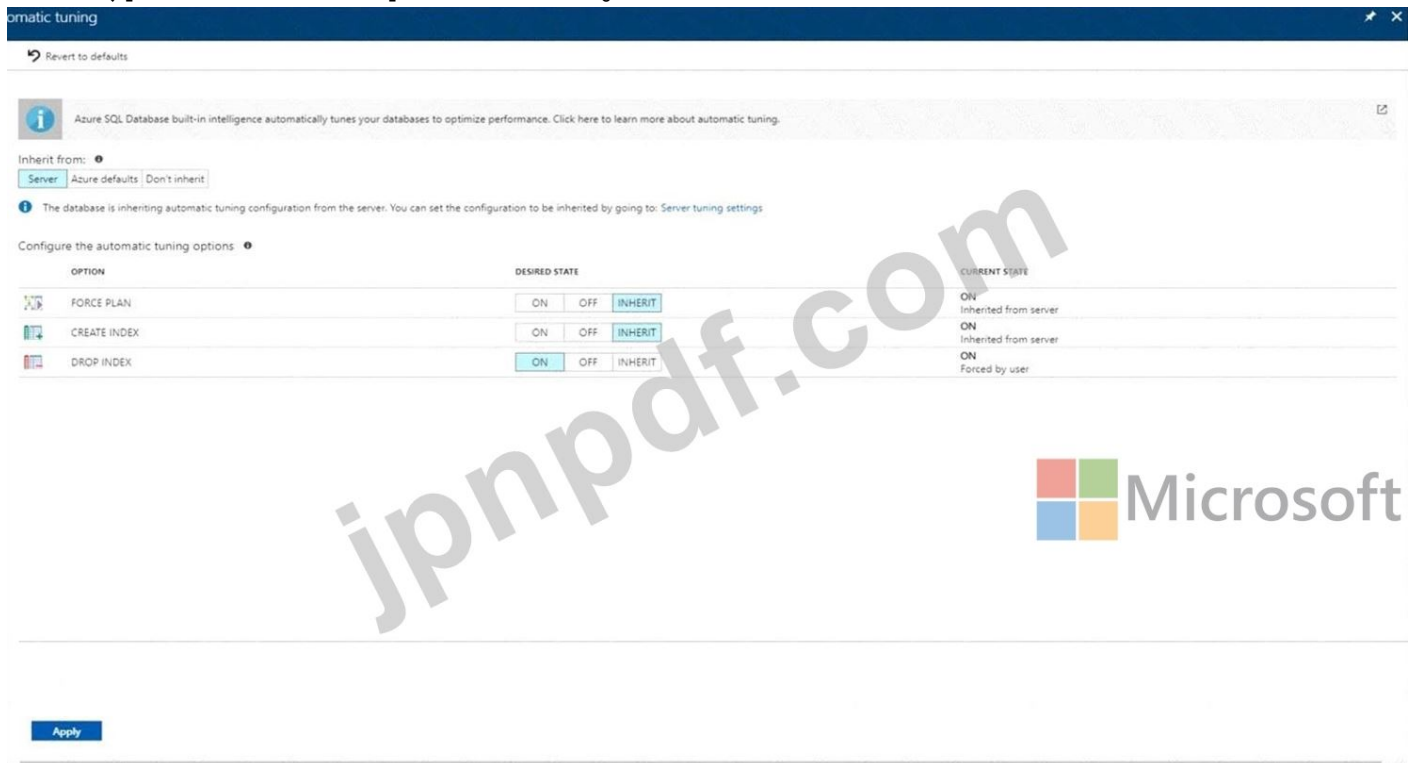 omatic tuning
Revert to defaults
Azure SQL Database built-in intelligence automatically tunes your databases to optimize performance. Click here to learn more about automatic tuning.
Inherit from:
Server Azure defaults Don't inherit
The database is inheriting automatic tuning configuration from the server. You can set the configuration to be inherited by going to: Server tuning settings
Configure the automatic tuning options
OPTION DESIRED STATE CURRENT STATE
FORCE PLAN ON OFF INHERIT ON
Inherited from server
CREATE INDEX ON OFF INHERIT ON
Inherited from server
DROP INDEX ON OFF INHERIT ON
Forced by user
jpnpdf.com
Microsoft
Apply